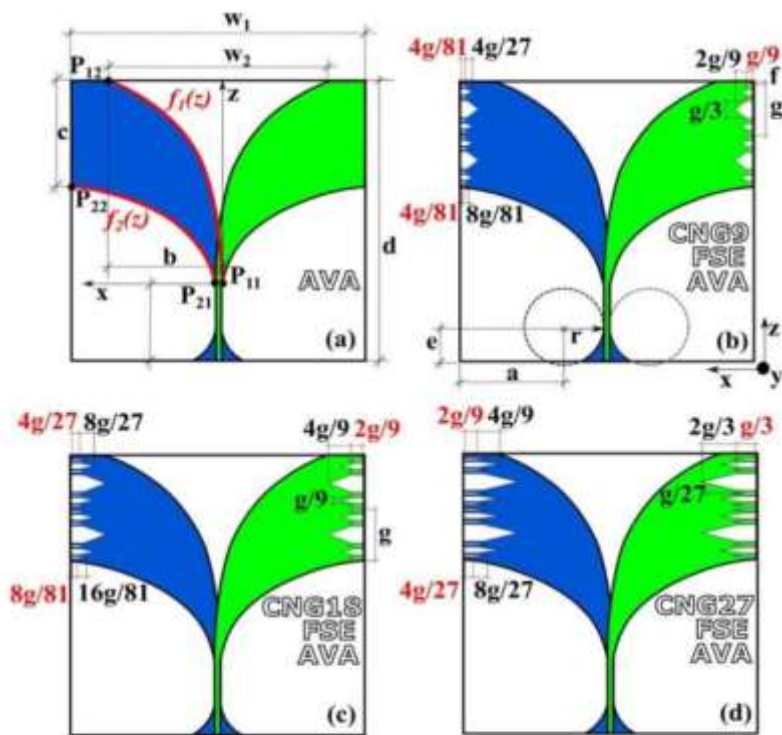 w₁
w₂
P₁₂
z
f₁(z)
c
P₂₂
f₂(z)
b
d
x
P₂₁
P₁₁
AVA
(a)
4g/81 4g/27
2g/9 g/9
f
g/3
g
4g/81 8g/81
CNG9
FSE
AVA
e
r
a
(b)
z
x
y
4g/27 8g/27
4g/9 2g/9
g/9
g
8g/81 16g/81
CNG18
FSE
AVA
(c)
2g/9 4g/9
2g/3 g/3
g/27
4g/27 8g/27
CNG27
FSE
AVA
(d)